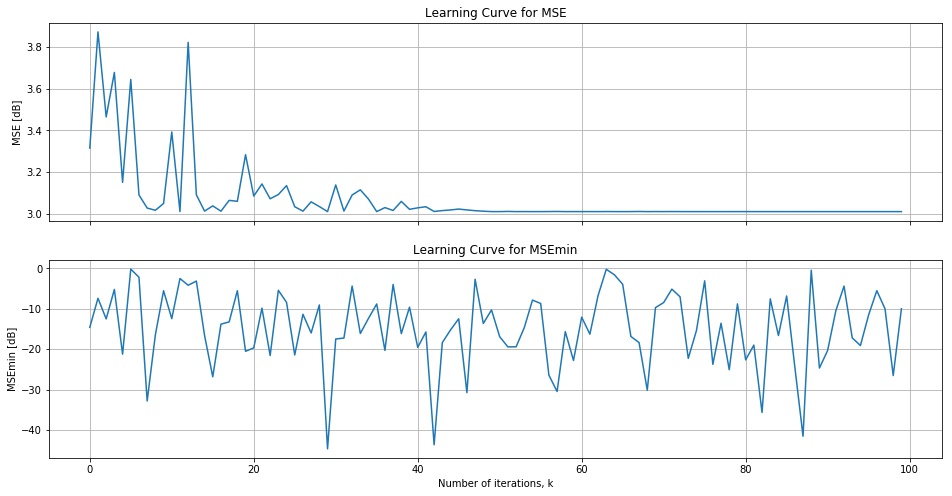 Learning Curve for MSE
MSE [dB]
3.8
3.6
3.4
3.2
3.0
Learning Curve for MSEmin
MSEmin [dB]
0
−10
−20
−30
−40
0 20 40 60 80 100
Number of iterations, k